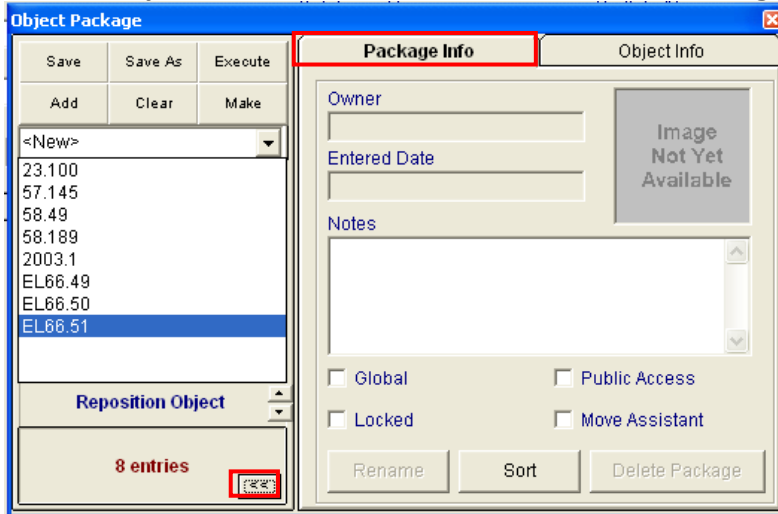 Object Package
Save
Save As
Execute
Add
Clear
Make
<New>
23.100
57.145
58.49
58.189
2003.1
EL66.49
EL66.50
EL66.51
Reposition Object
8 entries
<<
Package Info
Object Info
Owner
Image
Not Yet
Available
Entered Date
Notes
Global
Public Access
Locked
Move Assistant
Rename
Sort
Delete Package